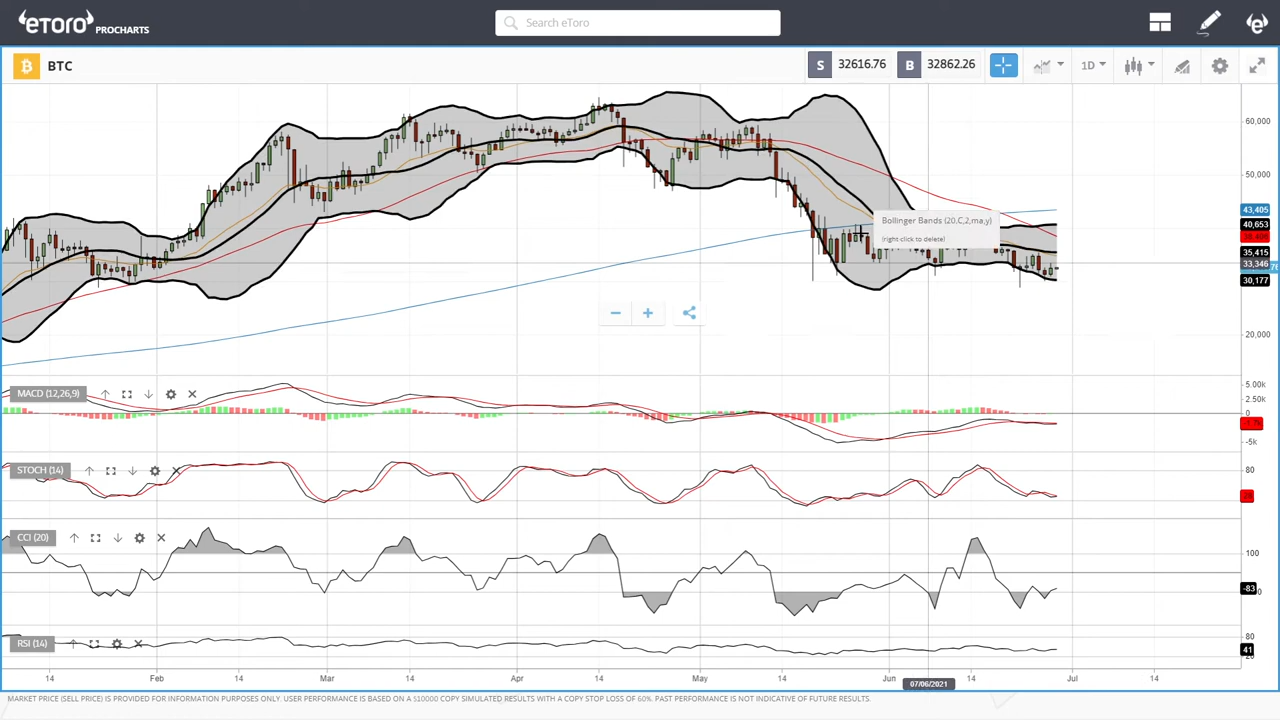 eToro PROCHARTS
Search eToro
BTC
S 32616.76 B 32862.26
1D
60,000
50,000
43,405
40,653
35,415
33,346
30,177
20,000
Bollinger Bands (20,C,2,ma,y)
(right click to delete)
MACD (12,26,9)
5.00k
2.50k
0
-5k
STOCH (14)
80
CCI (20)
100
-83
RSI (14)
80
41
14 Feb 14 Mar 14 Apr 14 May 14 Jun 14 Jul 14
07/06/2021
MARKET PRICE (SELL PRICE) IS PROVIDED FOR INFORMATION PURPOSES ONLY. USER PERFORMANCE IS BASED ON A $10000 COPY SIMULATED RESULTS WITH A COPY STOP LOSS OF 60%. PAST PERFORMANCE IS NOT INDICATIVE OF FUTURE RESULTS.